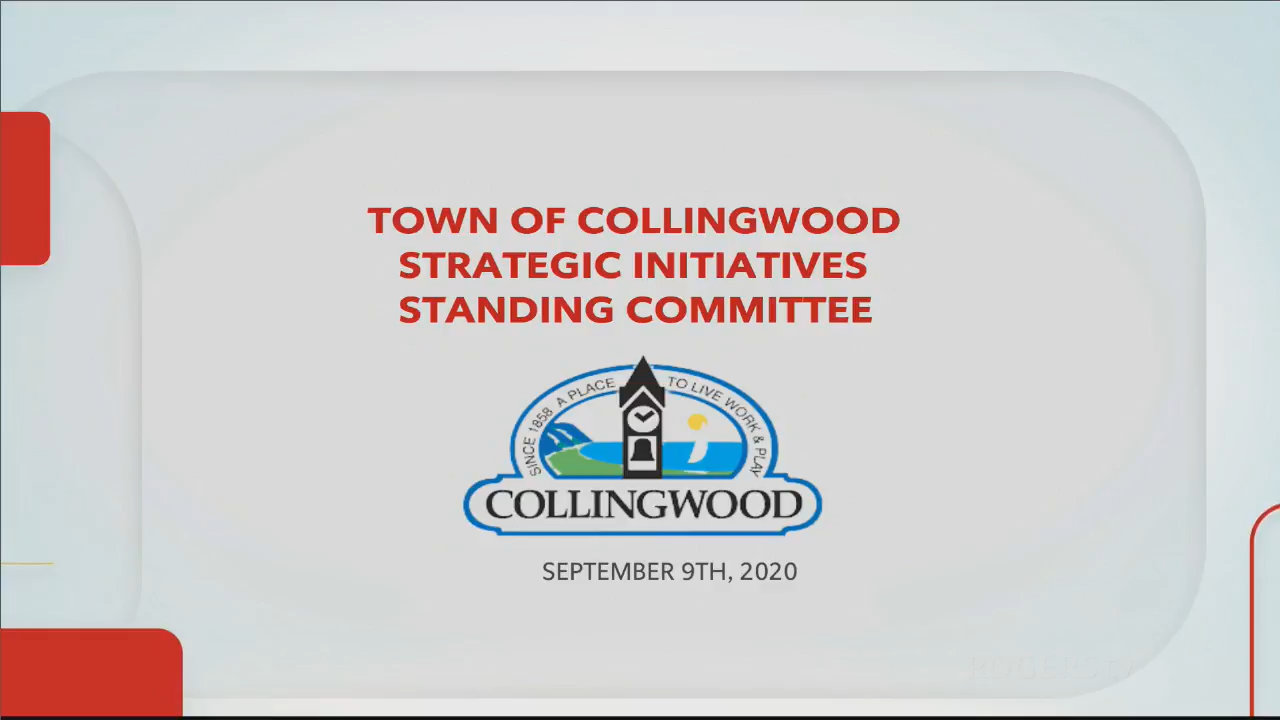 TOWN OF COLLINGWOOD
STRATEGIC INITIATIVES
STANDING COMMITTEE
SINCE 1858 A PLACE TO LIVE WORK & PLAY
COLLINGWOOD
SEPTEMBER 9TH, 2020